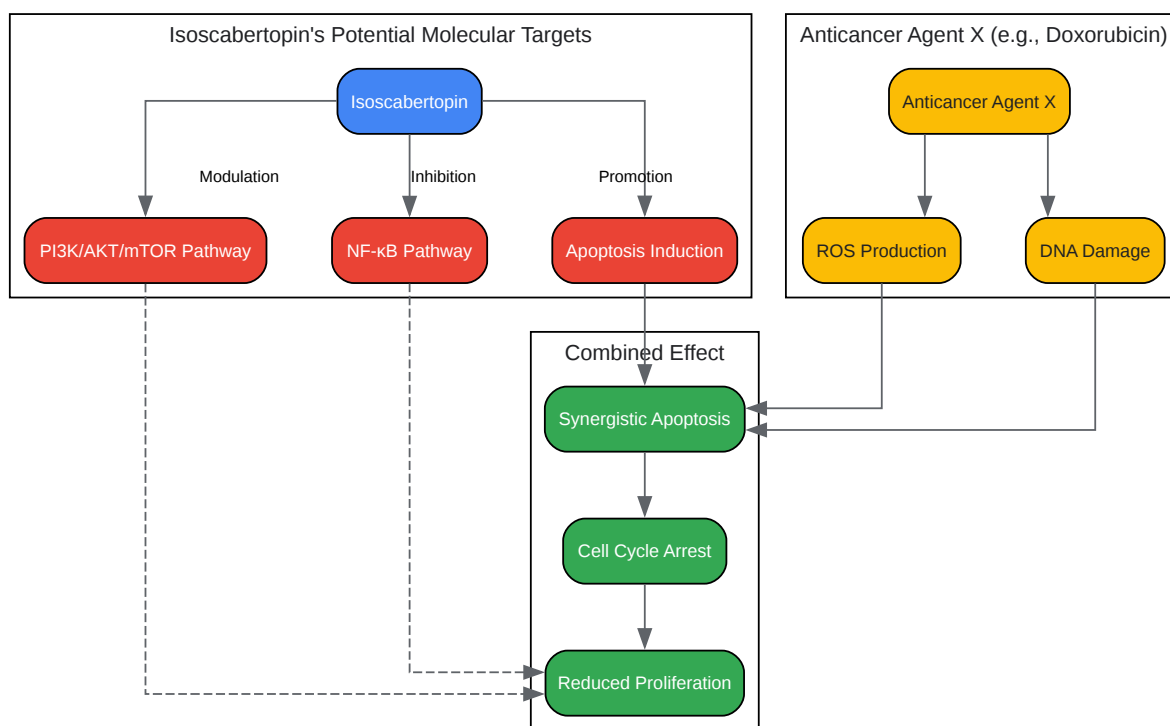 Isoscabertopin's Potential Molecular Targets
Anticancer Agent X (e.g., Doxorubicin)
Isoscabertopin
Anticancer Agent X
Modulation
Inhibition
Promotion
PI3K/AKT/mTOR Pathway
NF-κB Pathway
Apoptosis Induction
ROS Production
DNA Damage
Combined Effect
Synergistic Apoptosis
Cell Cycle Arrest
Reduced Proliferation